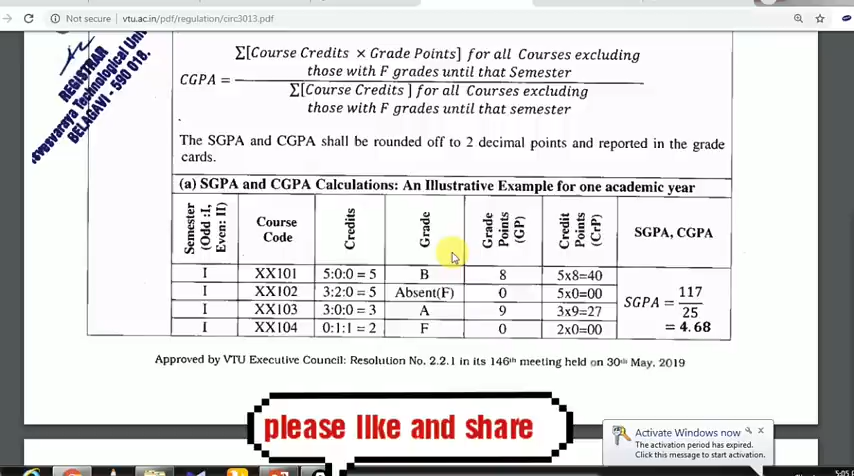 Not secure | vtu.ac.in/pdf/regulation/circ3013.pdf
REGISTRAR
Technological
BELAGAVI - 590 018.
CGPA = ∑[Course Credits × Grade Points] for all Courses excluding
those with F grades until that Semester
∑[Course Credits ] for all Courses excluding
those with F grades until that semester
The SGPA and CGPA shall be rounded off to 2 decimal points and reported in the grade
cards.
(a) SGPA and CGPA Calculations: An Illustrative Example for one academic year
Semester (Odd :I, Even: II) Course Code Credits Grade Grade Points (GP) Credit Points (CrP) SGPA, CGPA
I XX101 5:0:0 = 5 B 8 5x8=40
I XX102 3:2:0 = 5 Absent(F) 0 5x0=00
I XX103 3:0:0 = 3 A 9 3x9=27
I XX104 0:1:1 = 2 F 0 2x0=00
SGPA = 117
25
= 4.68
Approved by VTU Executive Council: Resolution No. 2.2.1 in its 146th meeting held on 30th May, 2019
please like and share
Activate Windows now
The activation period has expired.
Click this message to start activation.
5:05